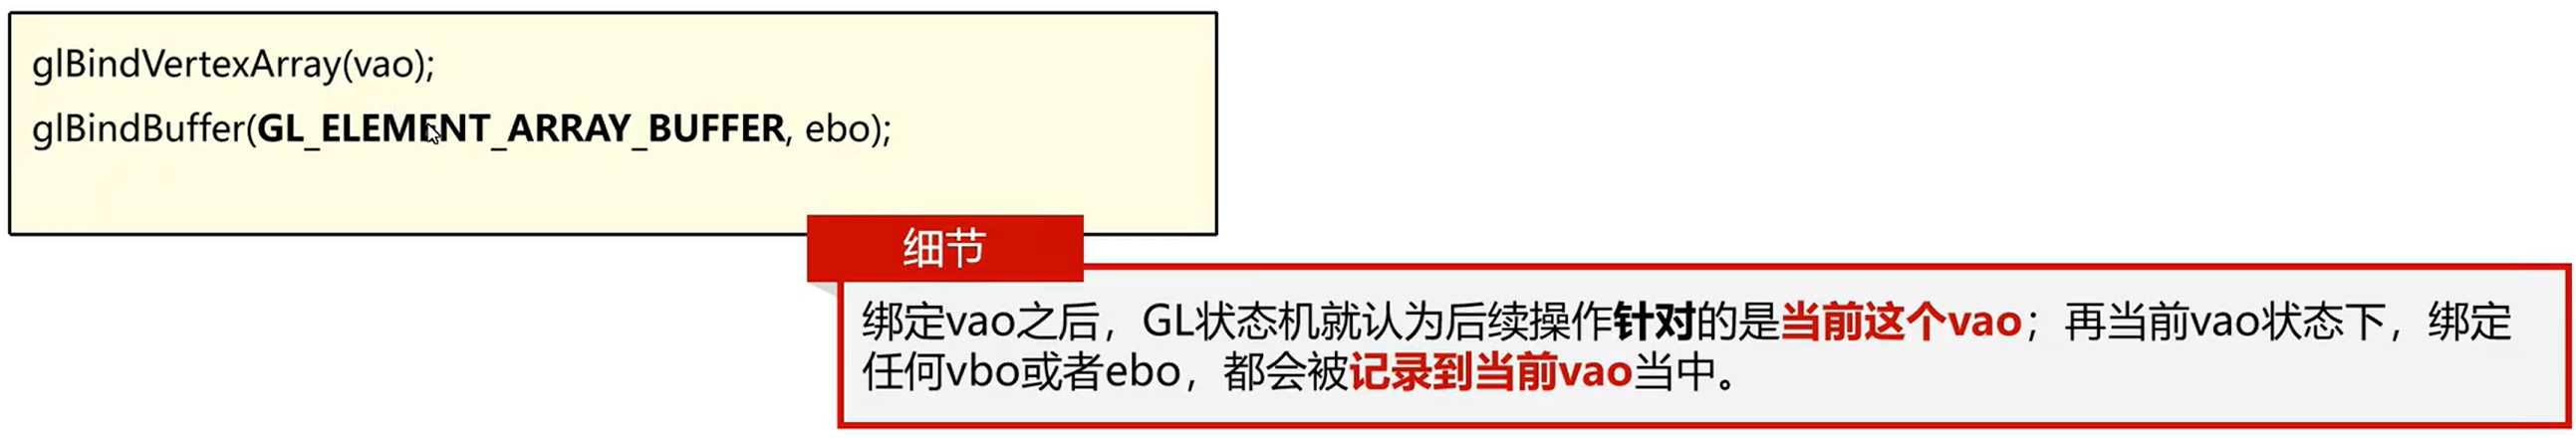 glBindVertexArray(vao);
glBindBuffer(GL_ELEMENT_ARRAY_BUFFER, ebo);
细节
绑定vao之后，GL状态机就认为后续操作针对的是当前这个vao；再当前vao状态下，绑定
任何vbo或者ebo，都会被记录到当前vao当中。